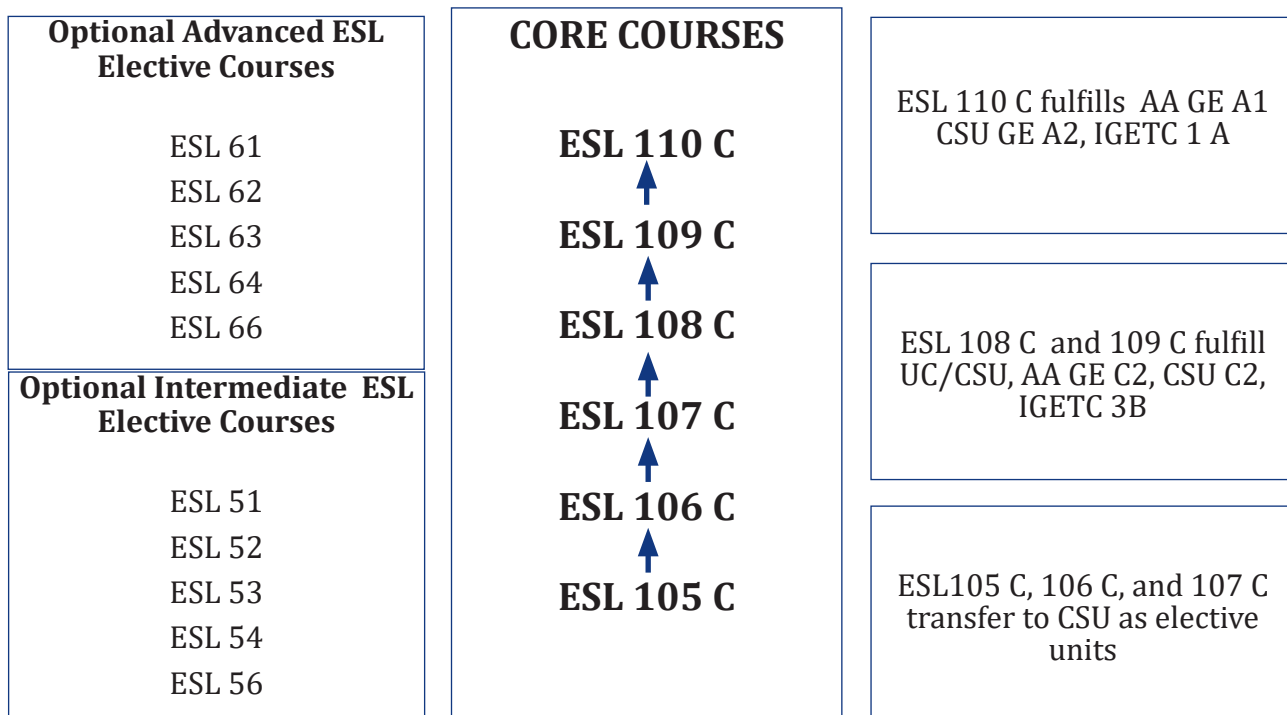 Optional Advanced ESL
Elective Courses
ESL 61
ESL 62
ESL 63
ESL 64
ESL 66
Optional Intermediate ESL
Elective Courses
ESL 51
ESL 52
ESL 53
ESL 54
ESL 56
CORE COURSES
ESL 110 C
ESL 109 C
ESL 108 C
ESL 107 C
ESL 106 C
ESL 105 C
ESL 110 C fulfills AA GE A1
CSU GE A2, IGETC 1 A
ESL 108 C and 109 C fulfill
UC/CSU, AA GE C2, CSU C2,
IGETC 3B
ESL105 C, 106 C, and 107 C
transfer to CSU as elective
units